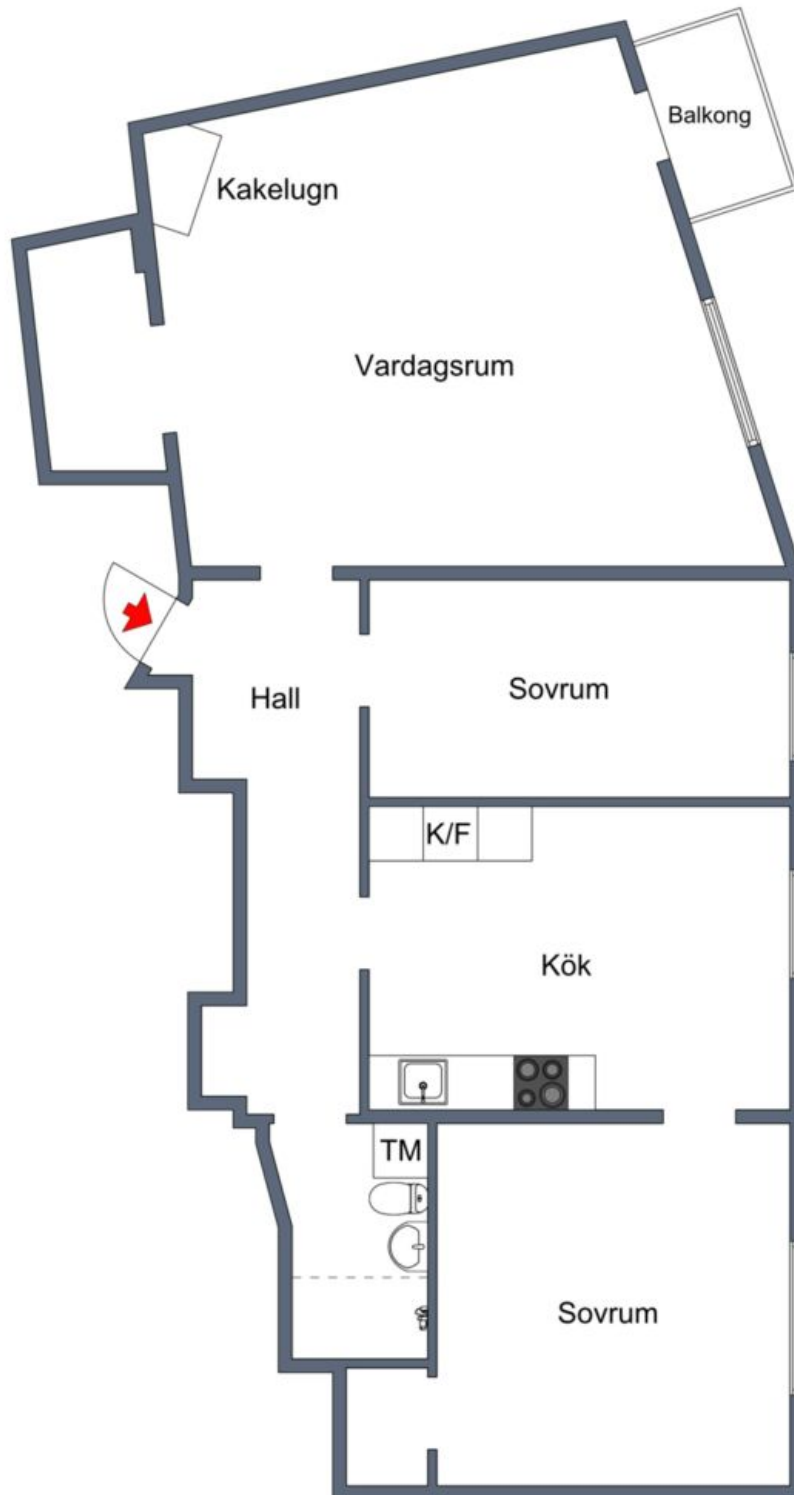 Balkong
Kakelugn
Vardagsrum
Hall
Sovrum
K/F
Kök
TM
Sovrum